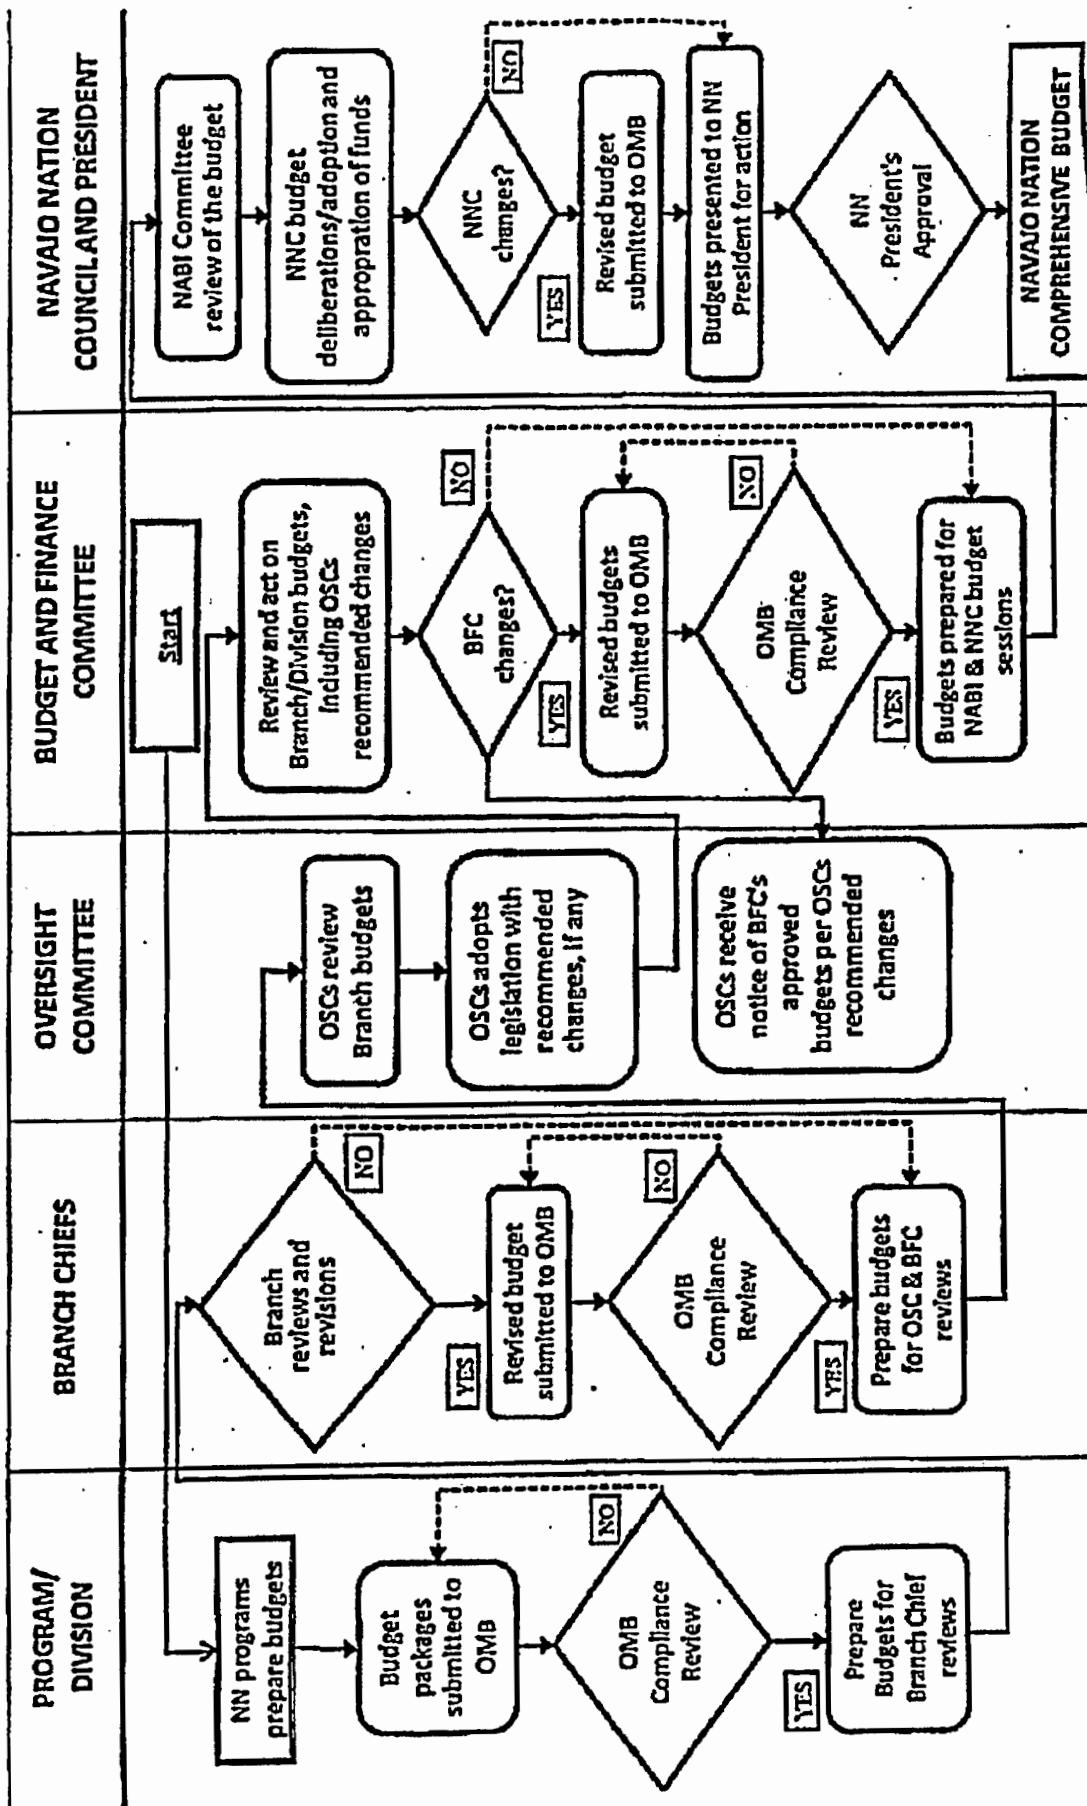 PROGRAM/
DIVISION
NN programs
prepare budgets
Budget
packages
submitted to
OMB
OMB
Compliance
Review
NO
YES
Prepare
Budgets for
Branch Chief
reviews
BRANCH CHIEFS
Branch
reviews and
revisions
NO
YES
Revised budget
submitted to OMB
OMB
Compliance
Review
NO
YES
Prepare budgets
for OSC & BFC
reviews
OVERSIGHT
COMMITTEE
OSCs review
Branch budgets
OSCs adopts
legislation with
recommended
changes, if any
OSCs receive
notice of BFC's
approved
budgets per OSCs
recommended
changes
BUDGET AND FINANCE
COMMITTEE
Start
Review and act on
Branch/Division budgets,
Including OSCs
recommended changes
BFC
changes?
NO
YES
Revised budgets
submitted to OMB
OMB
Compliance
Review
NO
YES
Budgets prepared for
NABI & NNC budget
sessions
NAVAJO NATION
COUNCIL AND PRESIDENT
NABI Committee
review of the budget
NNC budget
deliberations/adoption and
appropration of funds
NNC
changes?
NO
YES
Revised budget
submitted to OMB
Budgets presented to NN
President for action
NN
President's
Approval
NAVAJO NATION
COMPREHENSIVE BUDGET